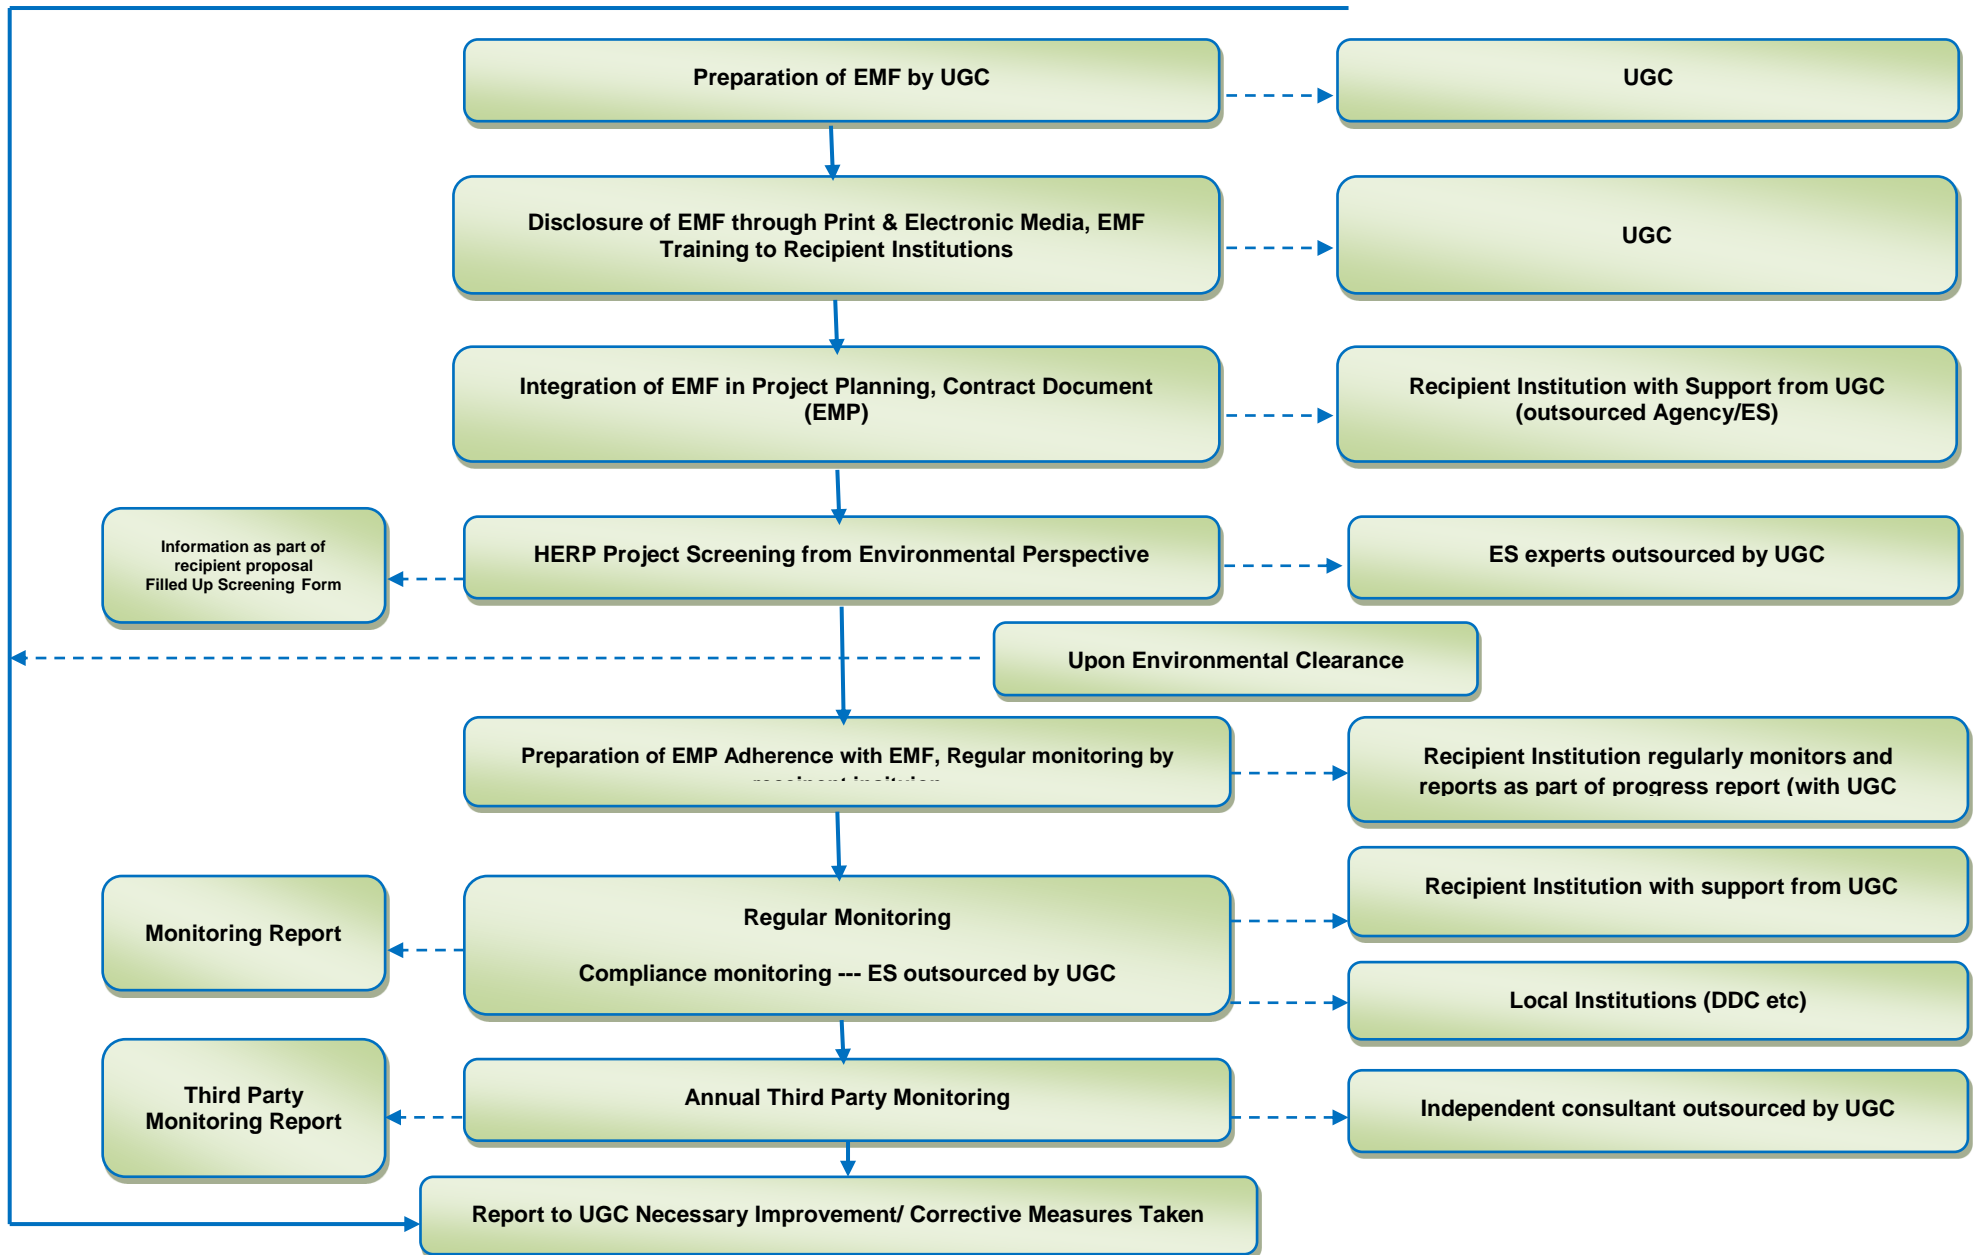 Preparation of EMF by UGC
UGC
Disclosure of EMF through Print & Electronic Media, EMF
Training to Recipient Institutions
UGC
Integration of EMF in Project Planning, Contract Document
(EMP)
Recipient Institution with Support from UGC
(outsourced Agency/ES)
Information as part of
recipient proposal
Filled Up Screening Form
HERP Project Screening from Environmental Perspective
ES experts outsourced by UGC
Upon Environmental Clearance
Preparation of EMP Adherence with EMF, Regular monitoring by
Recipient Institution regularly monitors and
reports as part of progress report (with UGC
Monitoring Report
Regular Monitoring
Compliance monitoring --- ES outsourced by UGC
Recipient Institution with support from UGC
Local Institutions (DDC etc)
Third Party
Monitoring Report
Annual Third Party Monitoring
Independent consultant outsourced by UGC
Report to UGC Necessary Improvement/ Corrective Measures Taken